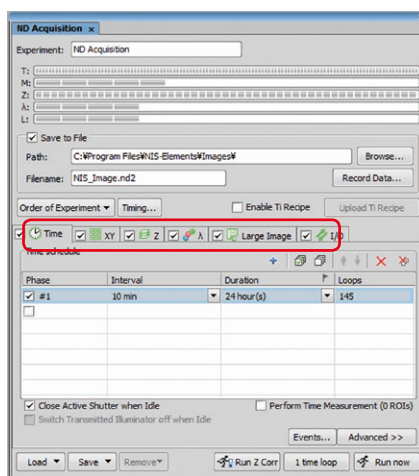 ND Acquisition ×
Experiment: ND Acquisition
T:
M:
Z:
λ:
L:
Save to File
Path: C:¥Program Files¥NIS-Elements¥Images¥ Browse...
Filename: NIS_Image.nd2 Record Data...
Order of Experiment Timing... Enable Ti Recipe Upload Ti Recipe
Time XY Z λ Large Image I/O
Time schedule
Phase Interval Duration Loops
#1 10 min 24 hour(s) 145
Close Active Shutter when Idle Perform Time Measurement (0 ROIs)
Switch Transmitted Illuminator off when Idle
Events... Advanced >>
Load Save Remove Run Z Corr 1 time loop Run now